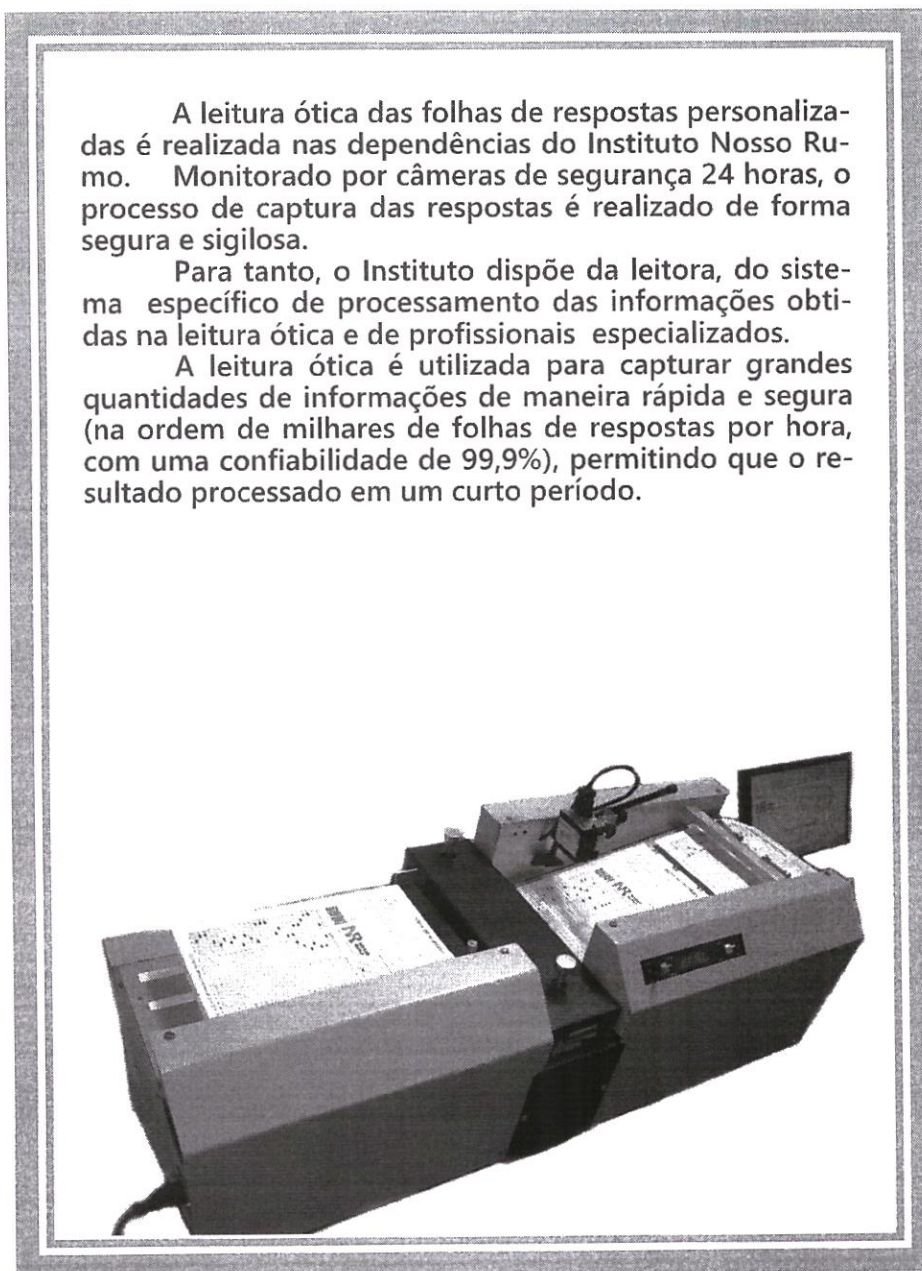 A leitura ótica das folhas de respostas personaliza-
das é realizada nas dependências do Instituto Nosso Ru-
mo. Monitorado por câmeras de segurança 24 horas, o
processo de captura das respostas é realizado de forma
segura e sigilosa.
Para tanto, o Instituto dispõe da leitora, do siste-
ma específico de processamento das informações obti-
das na leitura ótica e de profissionais especializados.
A leitura ótica é utilizada para capturar grandes
quantidades de informações de maneira rápida e segura
(na ordem de milhares de folhas de respostas por hora,
com uma confiabilidade de 99,9%), permitindo que o re-
sultado processado em um curto período.